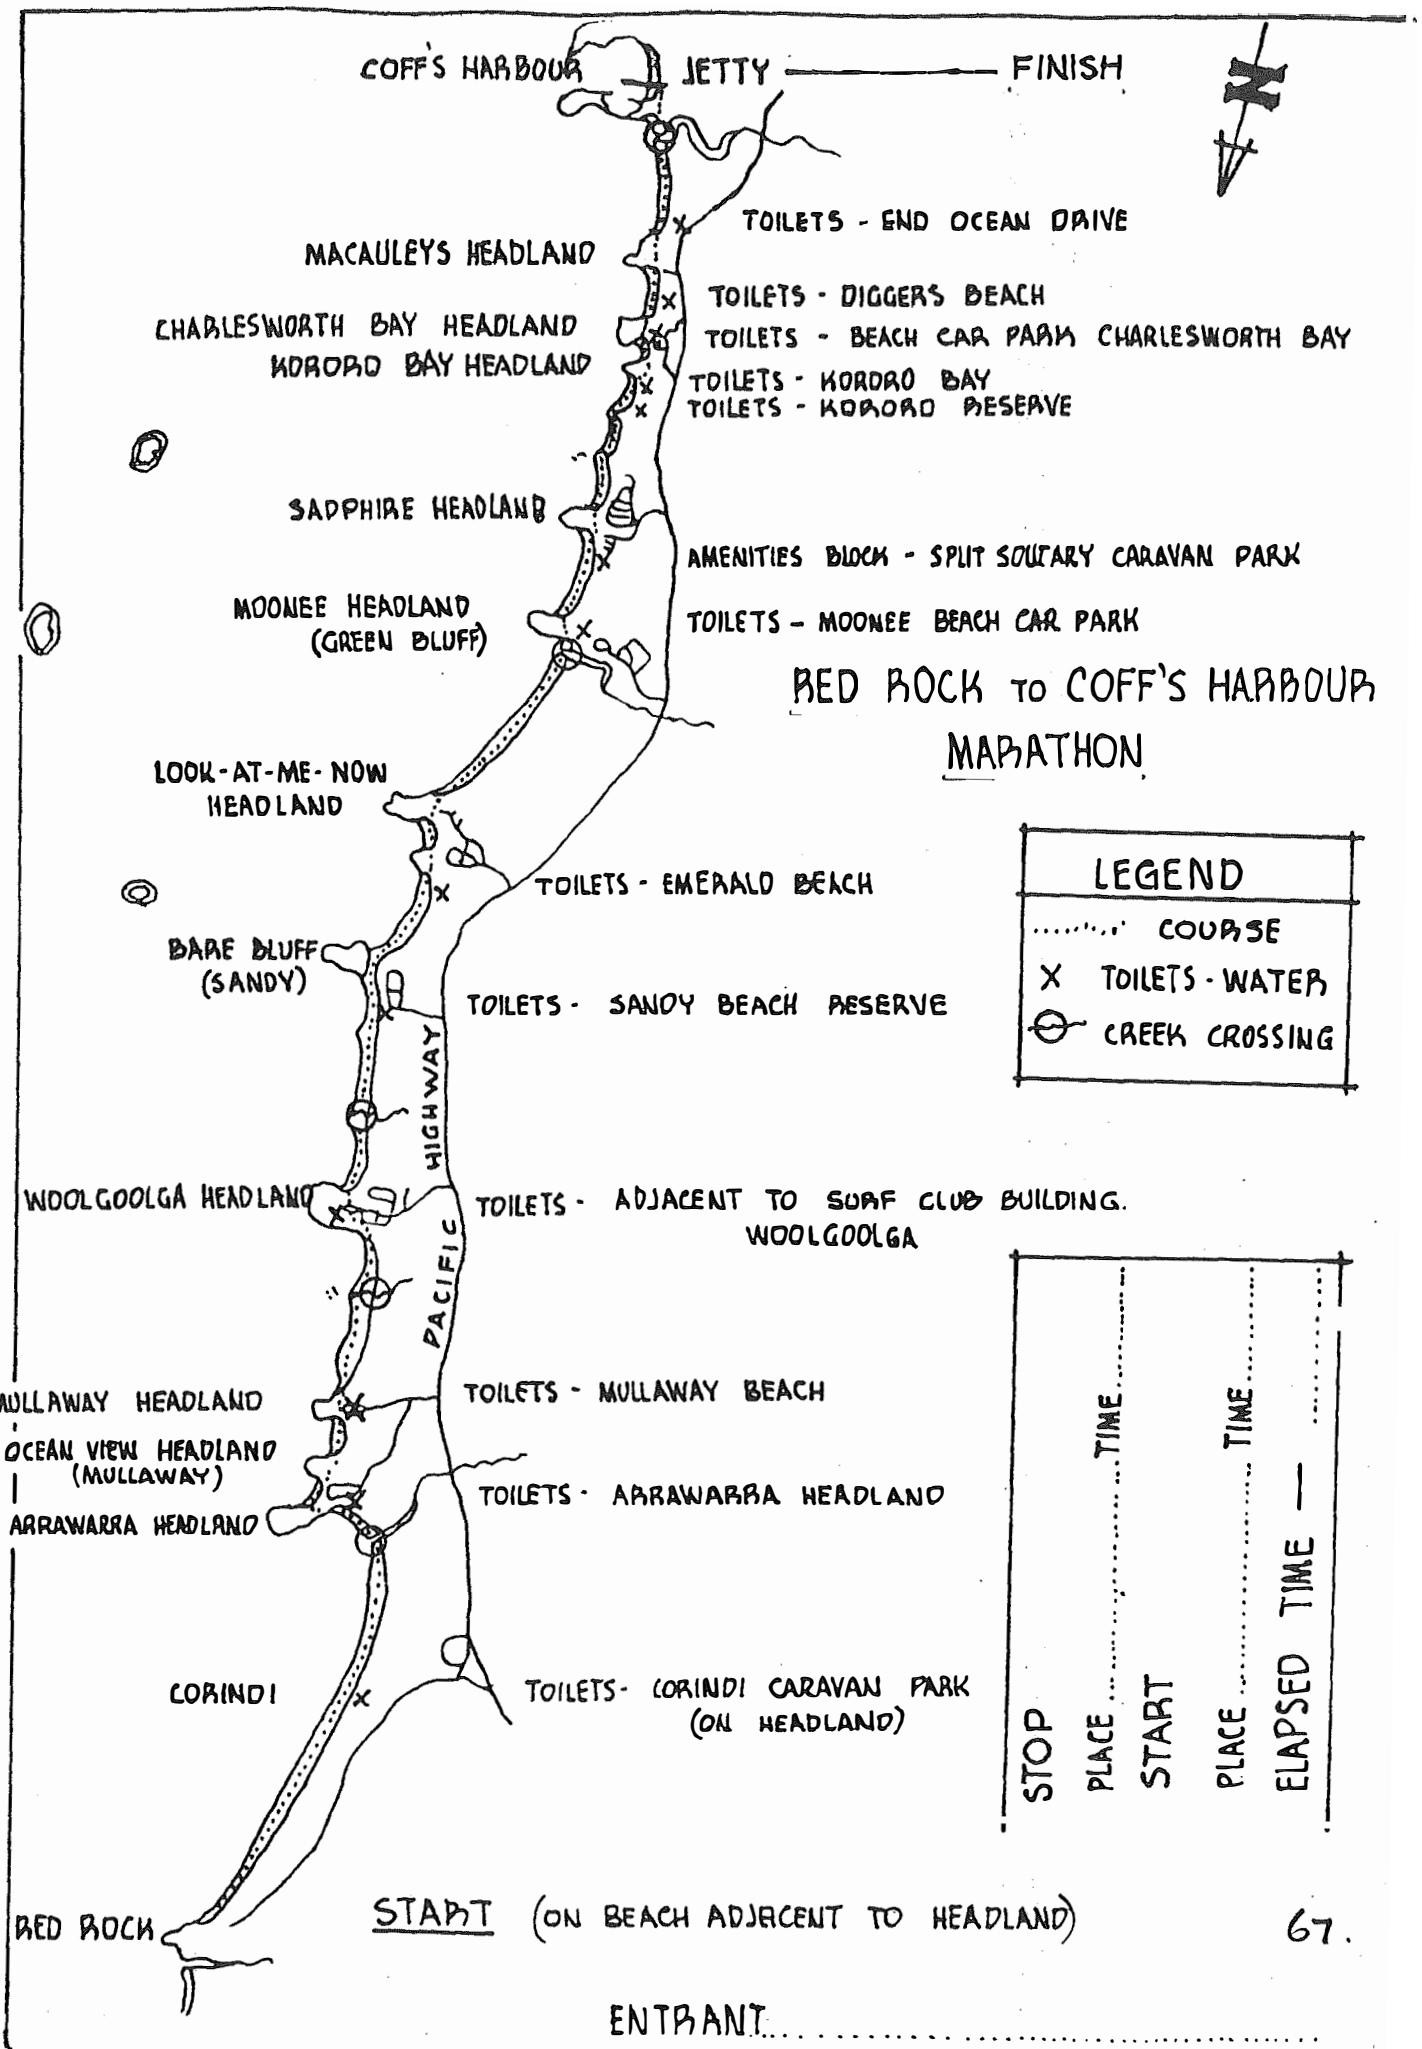 COFF'S HARBOUR JETTY — FINISH
N
TOILETS - END OCEAN DRIVE
MACAULEYS HEADLAND
TOILETS - DIGGERS BEACH
CHARLESWORTH BAY HEADLAND
TOILETS - BEACH CAR PARK CHARLESWORTH BAY
KORORO BAY HEADLAND
TOILETS - KORORO BAY
TOILETS - KORORO RESERVE
SAPPHIRE HEADLAND
AMENITIES BLOCK - SPLIT SOLITARY CARAVAN PARK
MOONEE HEADLAND
(GREEN BLUFF)
TOILETS - MOONEE BEACH CAR PARK
RED ROCK TO COFF'S HARBOUR
MARATHON
LOOK-AT-ME-NOW
HEADLAND
LEGEND
COURSE
X TOILETS - WATER
CREEK CROSSING
TOILETS - EMERALD BEACH
BARE BLUFF
(SANDY)
TOILETS - SANDY BEACH RESERVE
PACIFIC HIGHWAY
WOOLGOOLGA HEADLAND
TOILETS - ADJACENT TO SURF CLUB BUILDING.
WOOLGOOLGA
MULLAWAY HEADLAND
TOILETS - MULLAWAY BEACH
OCEAN VIEW HEADLAND
(MULLAWAY)
TOILETS - ARRAWARRA HEADLAND
ARRAWARRA HEADLAND
CORINDI
TOILETS - CORINDI CARAVAN PARK
(ON HEADLAND)
STOP
PLACE ........ TIME ........
START
PLACE ........ TIME ........
ELAPSED TIME — ........
RED ROCK
START (ON BEACH ADJACENT TO HEADLAND)
67.
ENTRANT........................